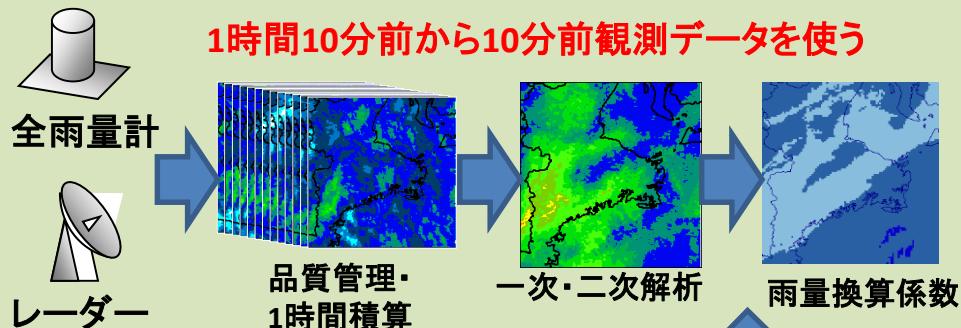 1時間10分前から10分前観測データを使う
全雨量計
レーダー
品質管理・
1時間積算
一次・二次解析
雨量換算係数